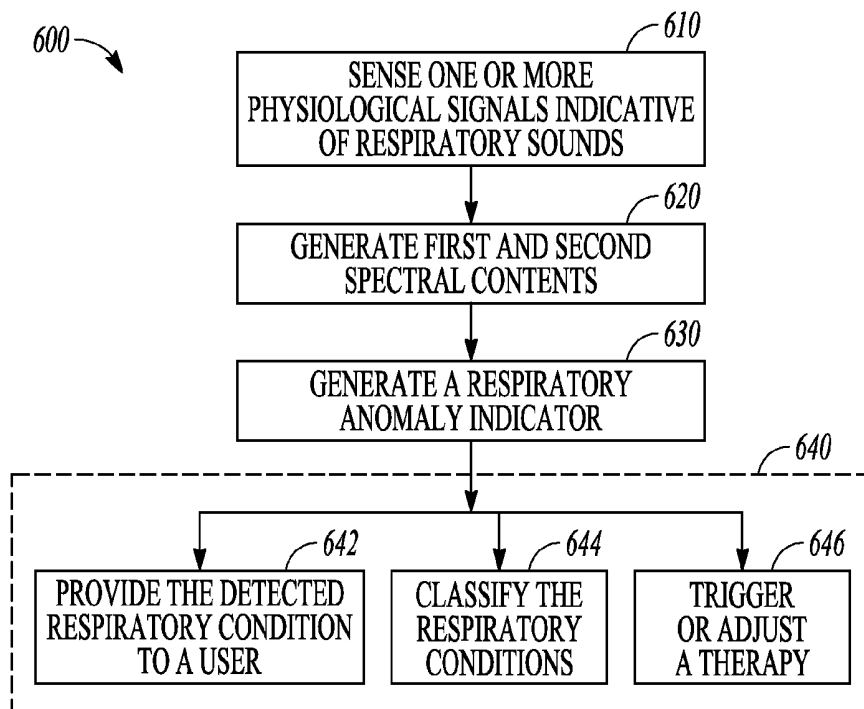 600
610
SENSE ONE OR MORE
PHYSIOLOGICAL SIGNALS INDICATIVE
OF RESPIRATORY SOUNDS
620
GENERATE FIRST AND SECOND
SPECTRAL CONTENTS
630
GENERATE A RESPIRATORY
ANOMALY INDICATOR
640
642
PROVIDE THE DETECTED
RESPIRATORY CONDITION
TO A USER
644
CLASSIFY THE
RESPIRATORY
CONDITIONS
646
TRIGGER
OR ADJUST
A THERAPY